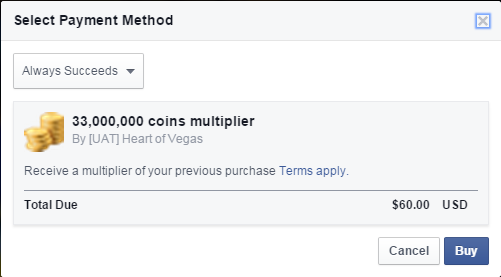 Select Payment Method
Always Succeeds
33,000,000 coins multiplier
By [UAT] Heart of Vegas
Receive a multiplier of your previous purchase Terms apply.
Total Due $60.00 USD
Cancel Buy